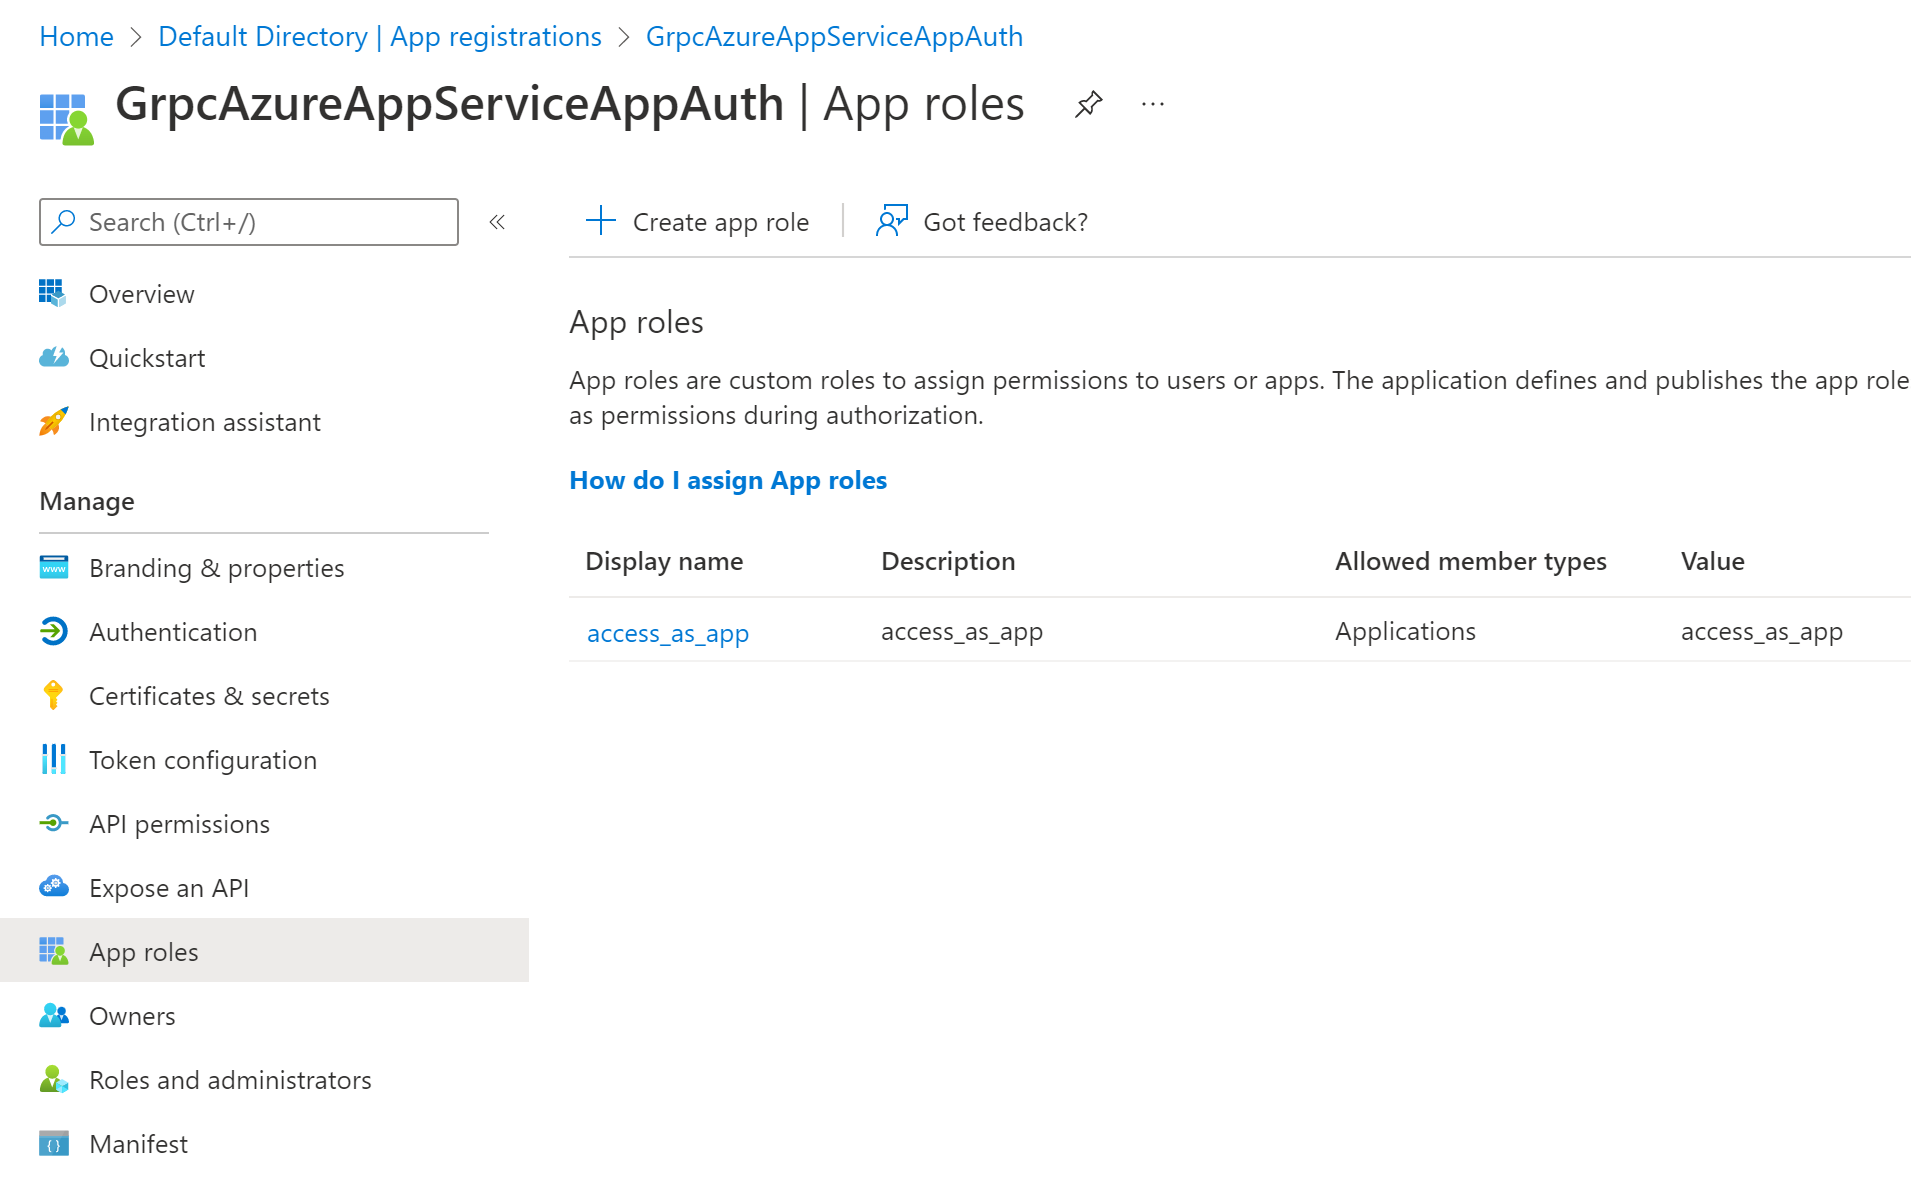 Home > Default Directory | App registrations > GrpcAzureAppServiceAppAuth
GrpcAzureAppServiceAppAuth | App roles ...
Search (Ctrl+/) «
Create app role
Got feedback?
Overview
Quickstart
Integration assistant
Manage
Branding & properties
Authentication
Certificates & secrets
Token configuration
API permissions
Expose an API
App roles
Owners
Roles and administrators
Manifest
App roles
App roles are custom roles to assign permissions to users or apps. The application defines and publishes the app role
as permissions during authorization.
How do I assign App roles
Display name Description Allowed member types Value
access_as_app access_as_app Applications access_as_app